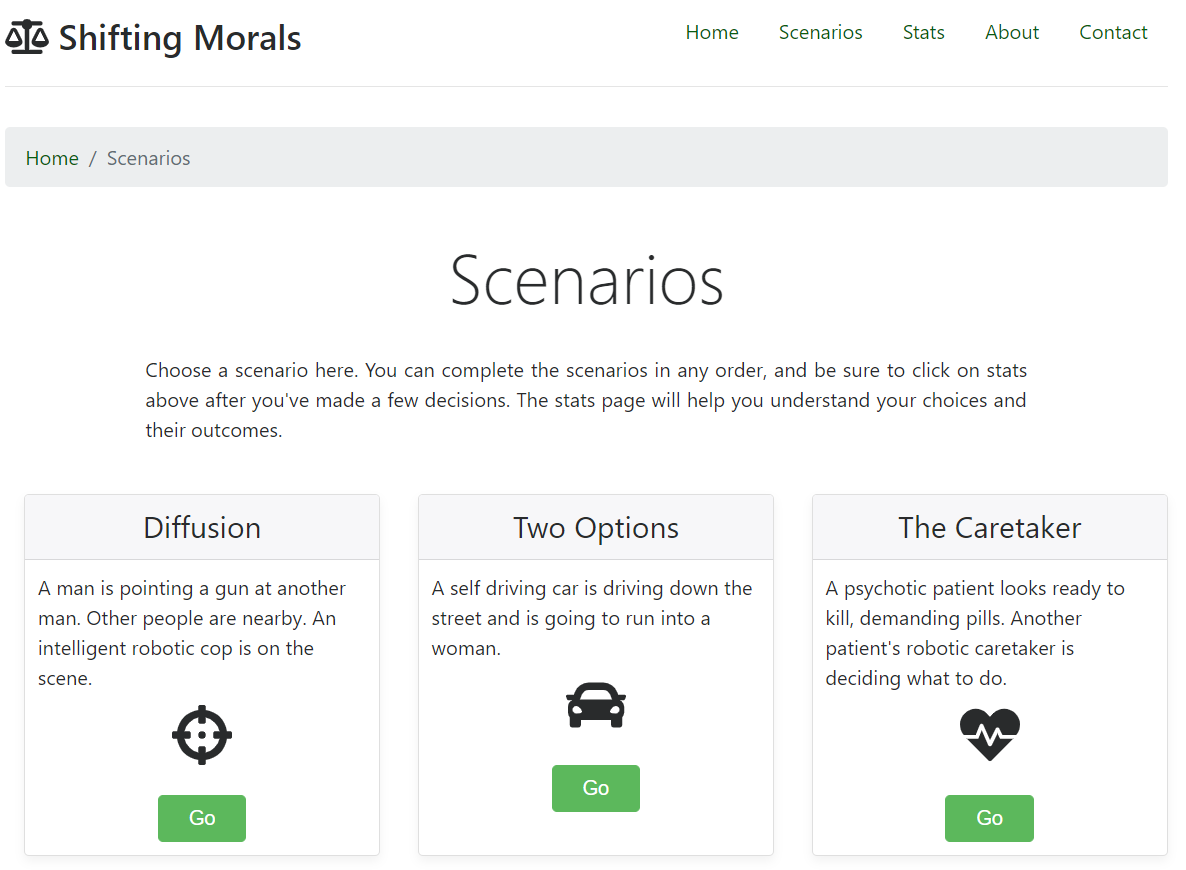 Shifting Morals
Home Scenarios Stats About Contact
Home / Scenarios
Scenarios
Choose a scenario here. You can complete the scenarios in any order, and be sure to click on stats
above after you've made a few decisions. The stats page will help you understand your choices and
their outcomes.
Diffusion
A man is pointing a gun at another
man. Other people are nearby. An
intelligent robotic cop is on the
scene.
Go
Two Options
A self driving car is driving down the
street and is going to run into a
woman.
Go
The Caretaker
A psychotic patient looks ready to
kill, demanding pills. Another
patient's robotic caretaker is
deciding what to do.
Go